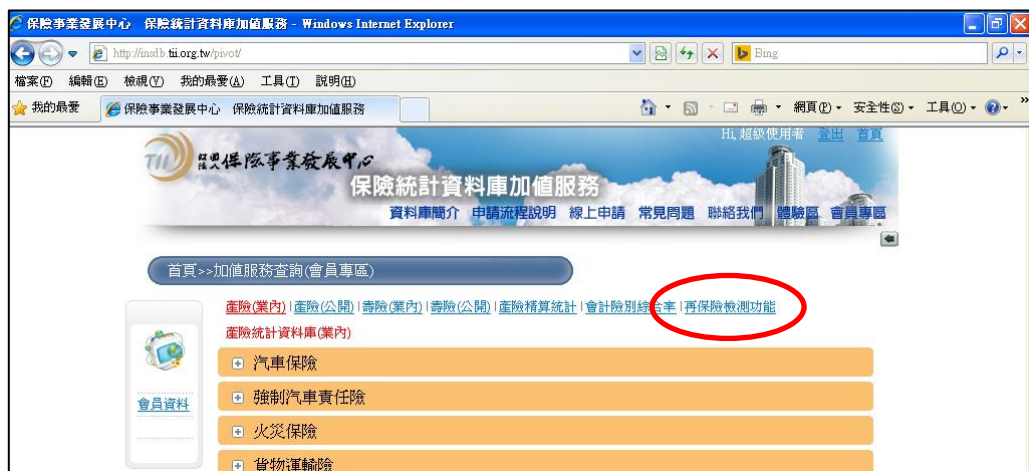 保險事業發展中心 保險統計資料庫加值服務 - Windows Internet Explorer
http://insdb.tii.org.tw/pivot/
Bing
檔案(F) 編輯(E) 檢視(V) 我的最愛(A) 工具(T) 說明(H)
我的最愛 保險事業發展中心 保險統計資料庫加值服務 網頁(P) 安全性(S) 工具(O) »
Hi, 超級使用者 登出 首頁
TII 財團法人 保險事業發展中心
保險統計資料庫加值服務
資料庫簡介 申請流程說明 線上申請 常見問題 聯絡我們 體驗區 會員專區
首頁>>加值服務查詢(會員專區)
產險(業內) | 產險(公開) | 壽險(業內) | 壽險(公開) | 產險精算統計 | 會計險別綜合率 | 再保險檢測功能
產險統計資料庫(業內)
汽車保險
強制汽車責任險
會員資料
火災保險
貨物運輸險